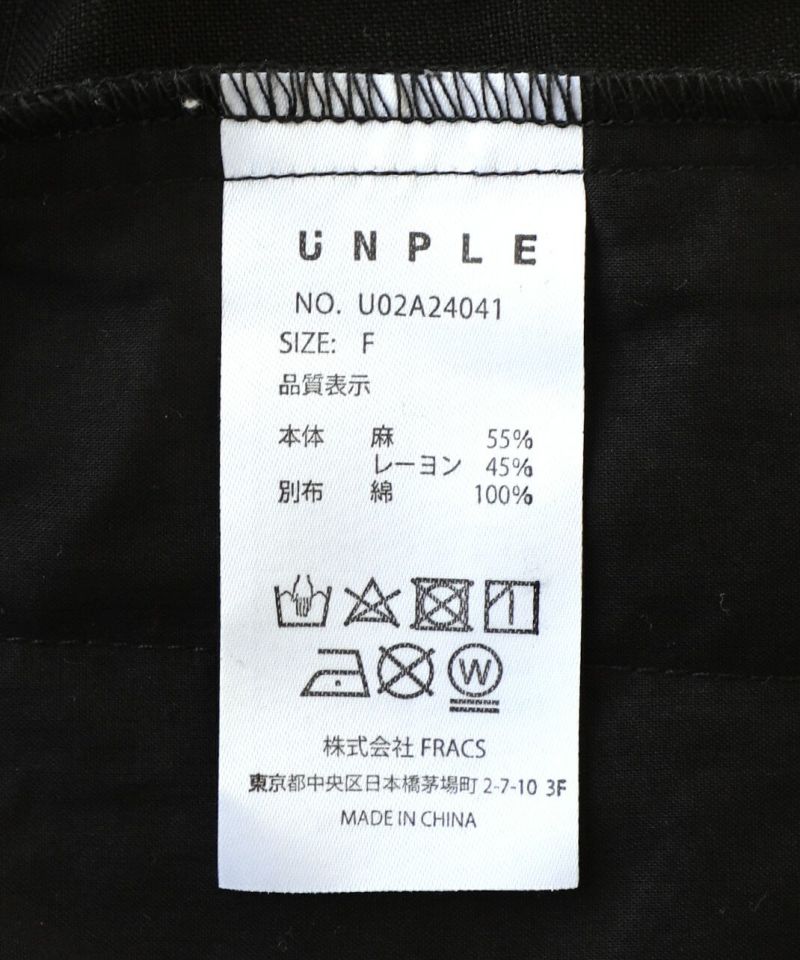 UNPLE
NO. U02A24041
SIZE: F
品質表示
本体 麻 55%
レーヨン 45%
別布 綿 100%
W
株式会社 FRACS
東京都中央区日本橋茅場町 2-7-10 3F
MADE IN CHINA